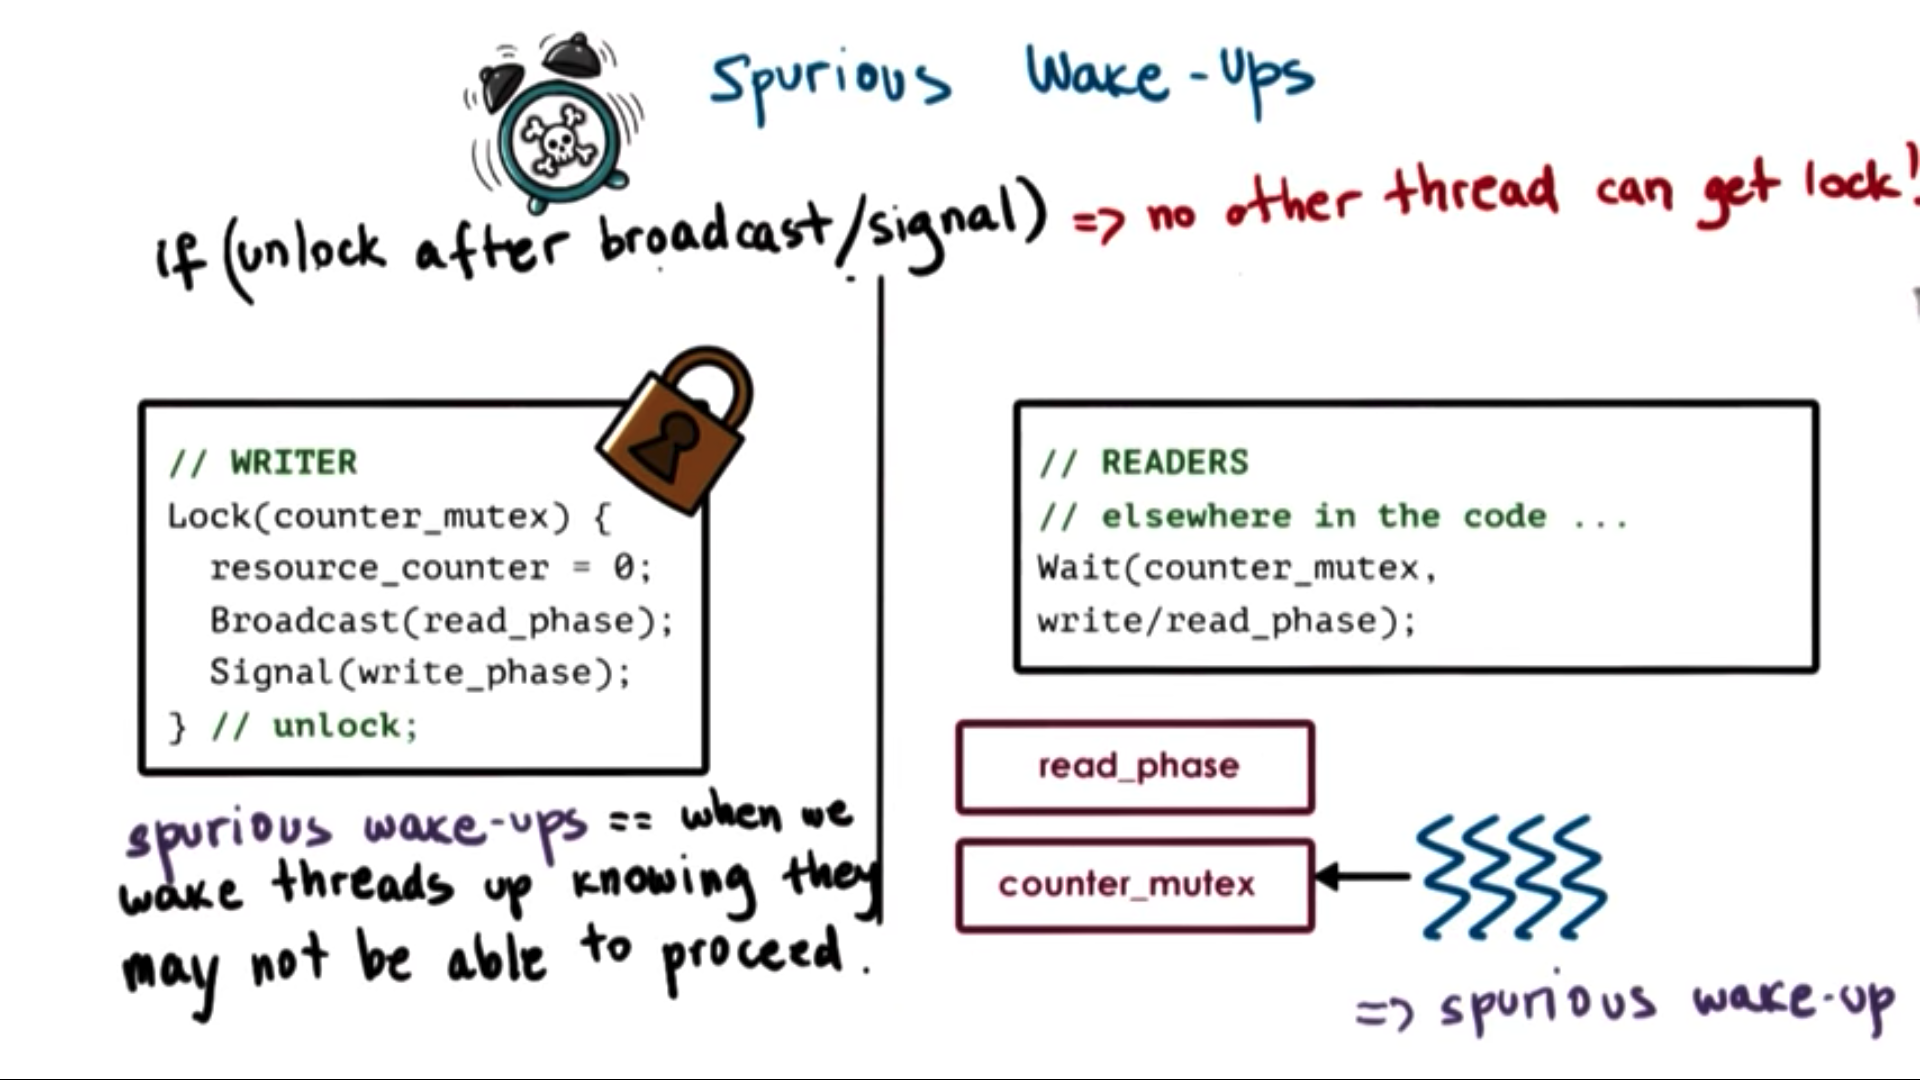 Spurious Wake-Ups
if (unlock after broadcast/signal) => no other thread can get lock!
// WRITER
Lock(counter_mutex) {
resource_counter = 0;
Broadcast(read_phase);
Signal(write_phase);
} // unlock;
spurious wake-ups == when we
wake threads up knowing they
may not be able to proceed.
// READERS
// elsewhere in the code ...
Wait(counter_mutex,
write/read_phase);
read_phase
counter_mutex
=> spurious wake-up